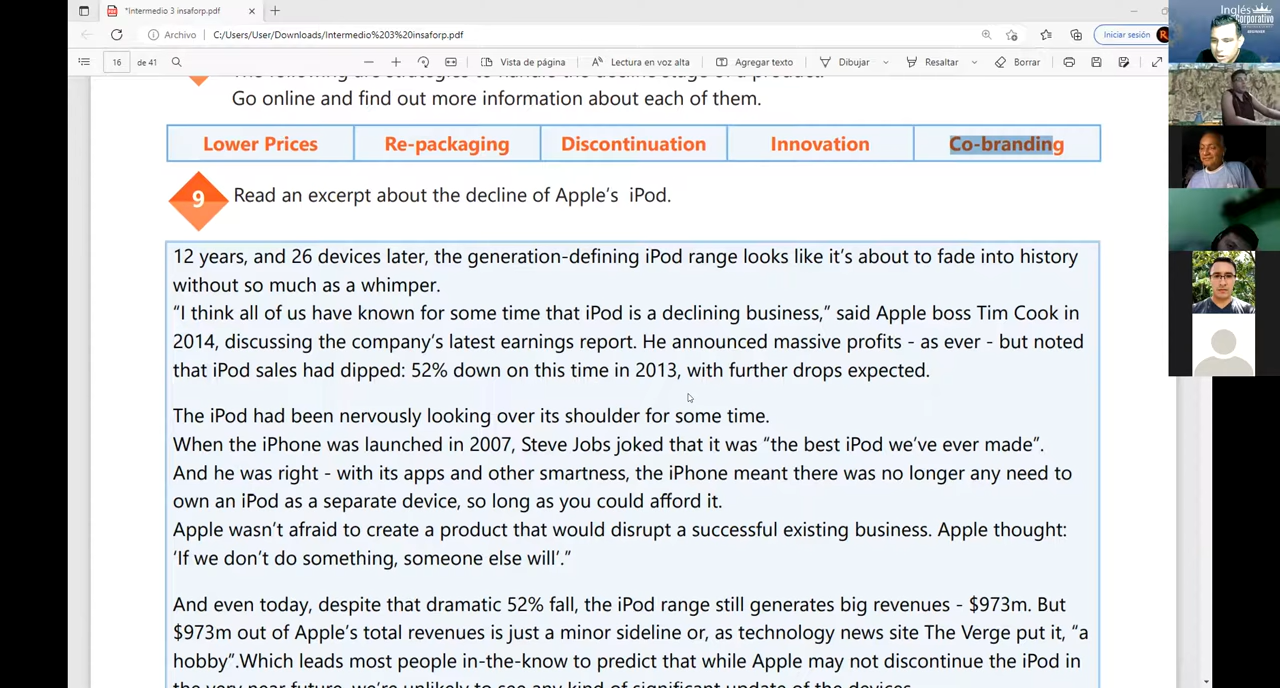 *Intermedio 3 insaforp.pdf
Archivo C:/Users/User/Downloads/Intermedio%203%20insaforp.pdf
Iniciar sesión
16 de 41
Vista de página
Lectura en voz alta
Agregar texto
Dibujar
Resaltar
Borrar
Inglés
Corporativo
Go online and find out more information about each of them.
Lower Prices Re-packaging Discontinuation Innovation Co-branding
9 Read an excerpt about the decline of Apple's iPod.
12 years, and 26 devices later, the generation-defining iPod range looks like it's about to fade into history
without so much as a whimper.
“I think all of us have known for some time that iPod is a declining business,” said Apple boss Tim Cook in
2014, discussing the company's latest earnings report. He announced massive profits - as ever - but noted
that iPod sales had dipped: 52% down on this time in 2013, with further drops expected.
The iPod had been nervously looking over its shoulder for some time.
When the iPhone was launched in 2007, Steve Jobs joked that it was “the best iPod we've ever made”.
And he was right - with its apps and other smartness, the iPhone meant there was no longer any need to
own an iPod as a separate device, so long as you could afford it.
Apple wasn't afraid to create a product that would disrupt a successful existing business. Apple thought:
‘If we don't do something, someone else will’.”
And even today, despite that dramatic 52% fall, the iPod range still generates big revenues - $973m. But
$973m out of Apple's total revenues is just a minor sideline or, as technology news site The Verge put it, “a
hobby”.Which leads most people in-the-know to predict that while Apple may not discontinue the iPod in